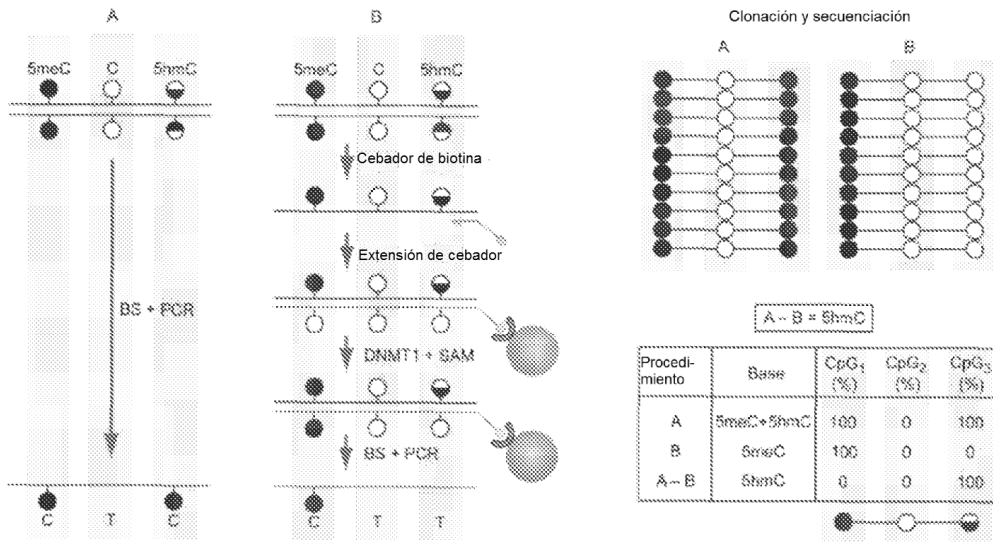 A
5meC C 5hmC
BS + PCR
C T C
B
5meC C 5hmC
Cebador de biotina
Extensión de cebador
DNMT1 + SAM
BS + PCR
C T T
Clonación y secuenciación
A B
A – B = 5hmC
Procedi-miento Base CpG1 (%) CpG2 (%) CpG3 (%)
A 5meC+5hmC 100 0 100
B 5meC 100 0 0
A – B 5hmC 0 0 100